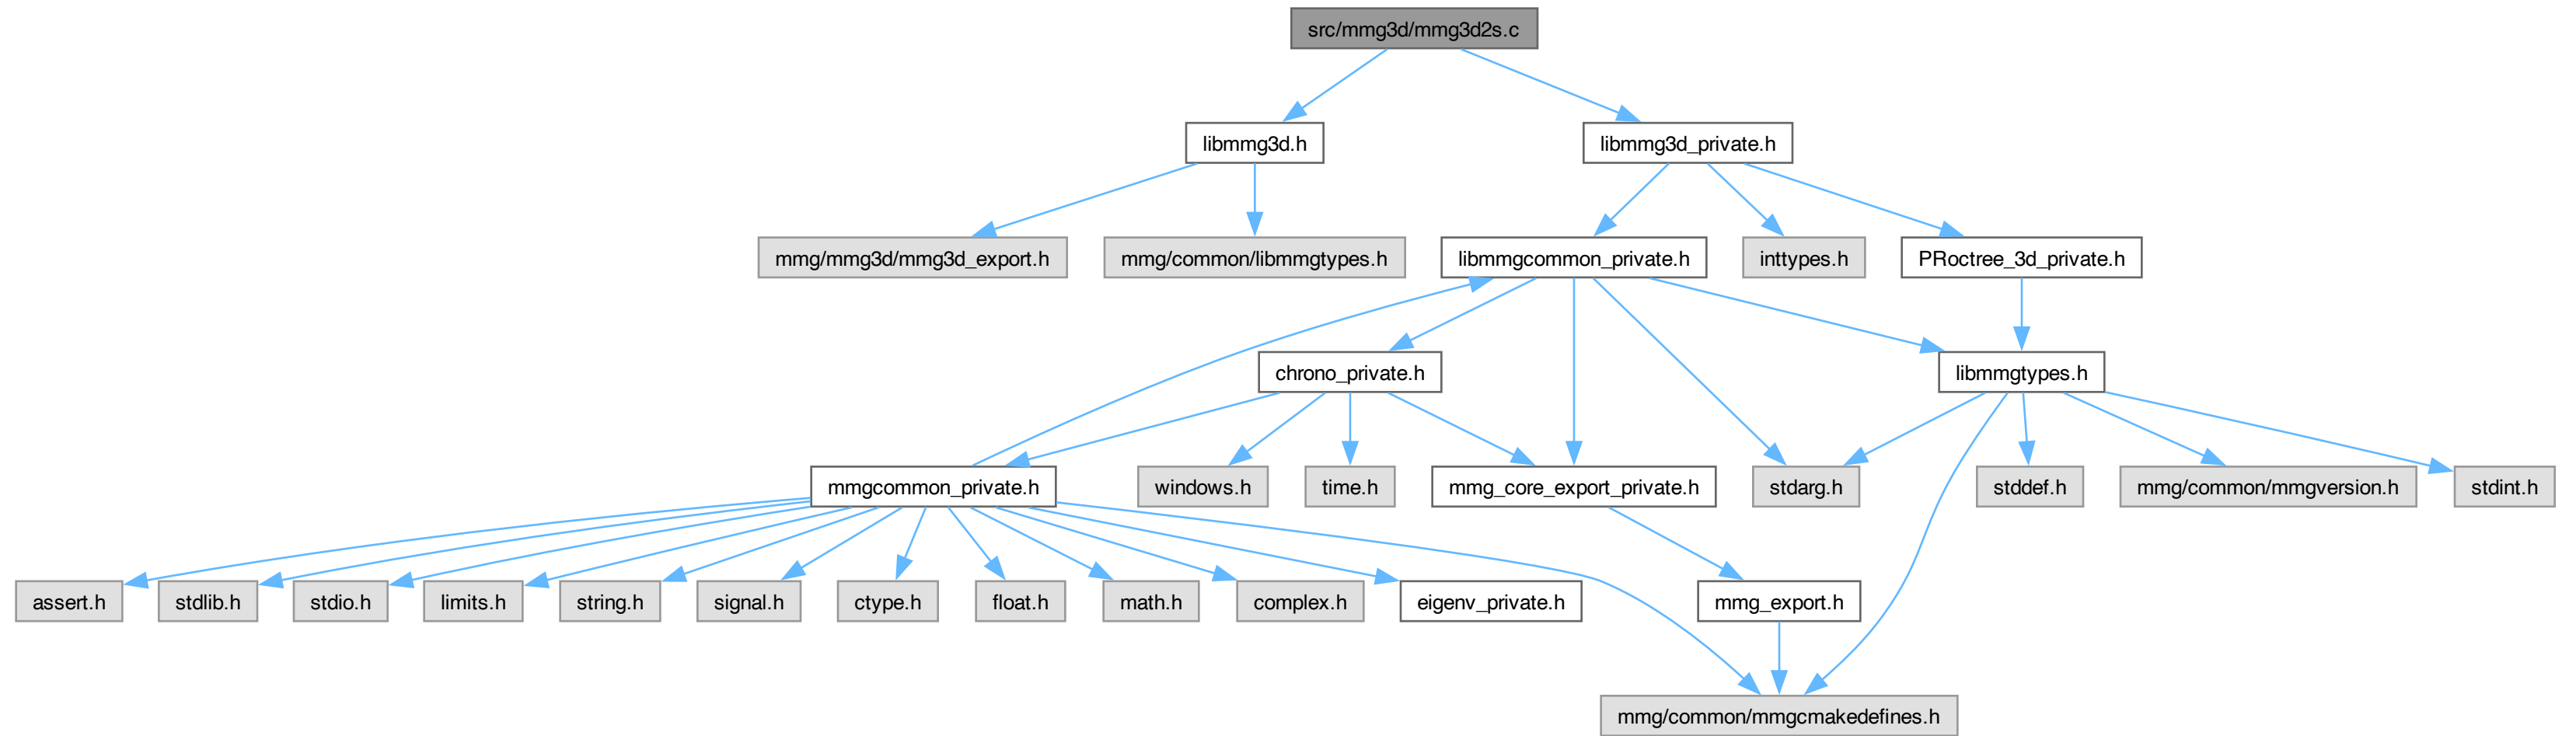 src/mmg3d/mmg3d2s.c
libmmg3d.h
libmmg3d_private.h
mmg/mmg3d/mmg3d_export.h
mmg/common/libmmgtypes.h
libmmgcommon_private.h
inttypes.h
PRoctree_3d_private.h
chrono_private.h
libmmgtypes.h
mmgcommon_private.h
windows.h
time.h
mmg_core_export_private.h
stdarg.h
stddef.h
mmg/common/mmgversion.h
stdint.h
assert.h
stdlib.h
stdio.h
limits.h
string.h
signal.h
ctype.h
float.h
math.h
complex.h
eigenv_private.h
mmg_export.h
mmg/common/mmgcmakedefines.h